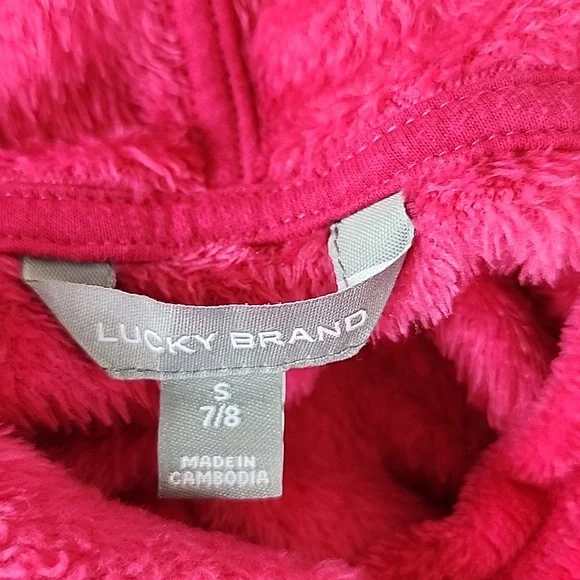 LUCKY BRAND
S
7/8
MADE IN
CAMBODIA